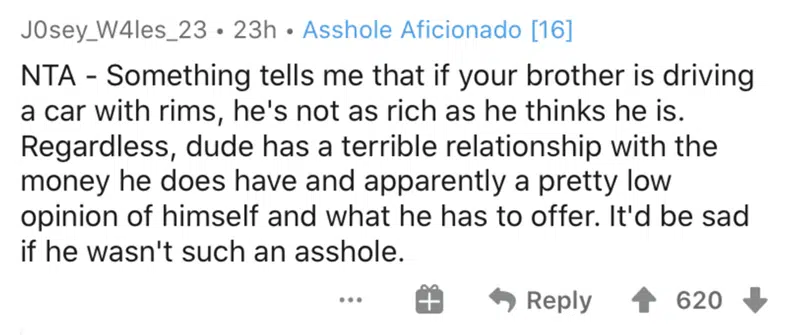 J0sey_W4les_23 • 23h • Asshole Aficionado [16]
NTA - Something tells me that if your brother is driving
a car with rims, he's not as rich as he thinks he is.
Regardless, dude has a terrible relationship with the
money he does have and apparently a pretty low
opinion of himself and what he has to offer. It'd be sad
if he wasn't such an asshole.
Reply 620